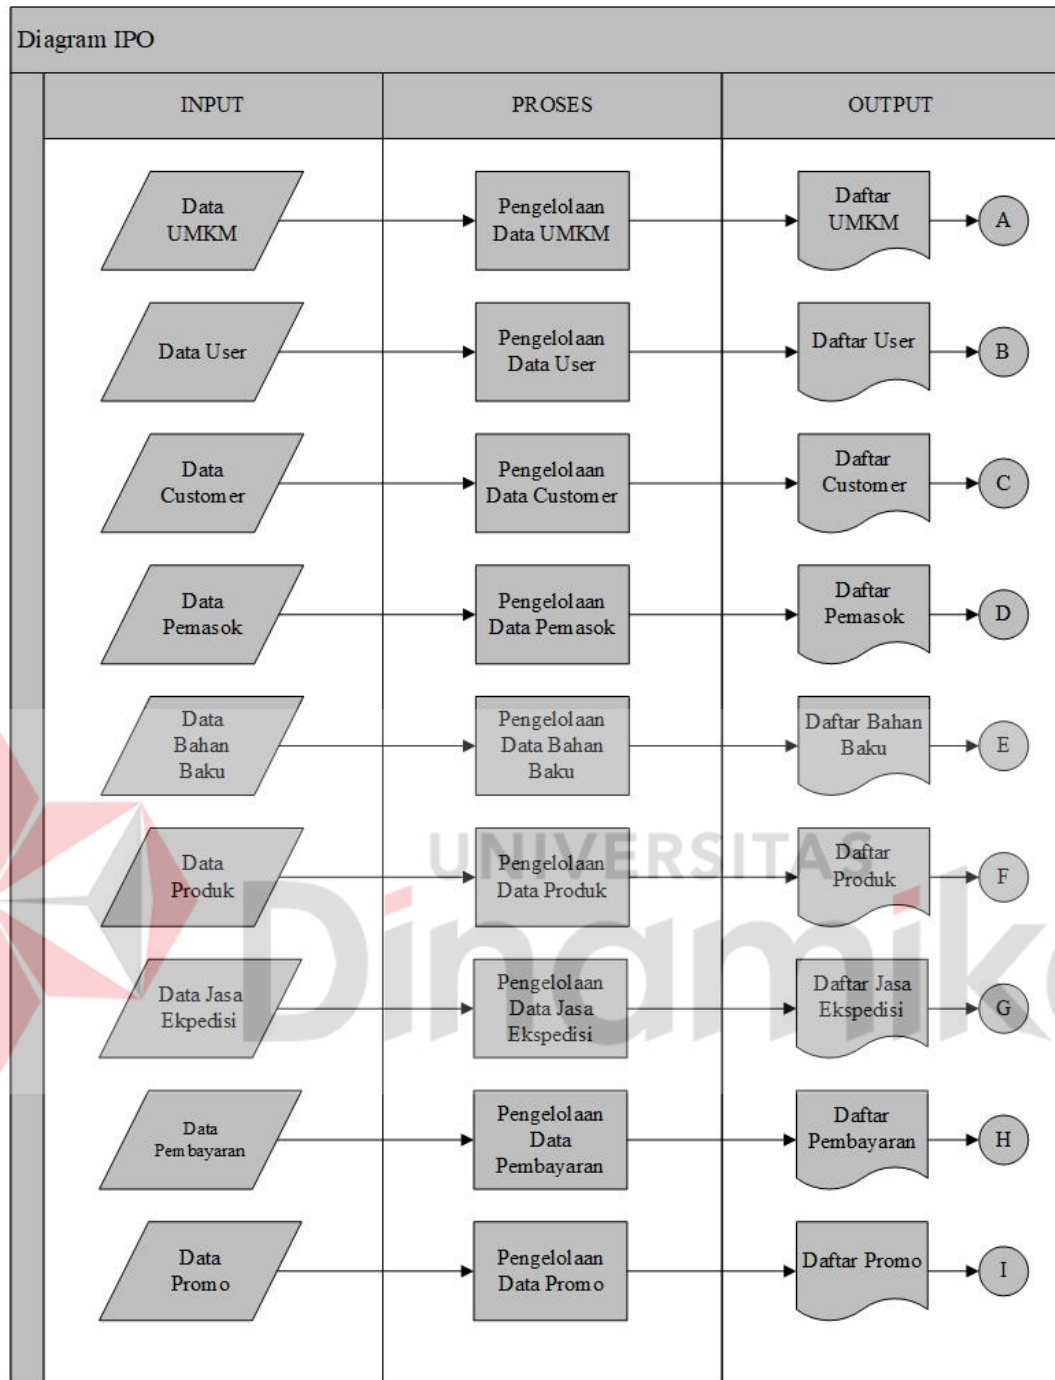 Diagram IPO
INPUT
PROSES
OUTPUT
Data
UMKM
Pengelolaan
Data UMKM
Daftar
UMKM
A
Data User
Pengelolaan
Data User
Daftar User
B
Data
Customer
Pengelolaan
Data Customer
Daftar
Customer
C
Data
Pemasok
Pengelolaan
Data Pemasok
Daftar
Pemasok
D
Data
Bahan
Baku
Pengelolaan
Data Bahan
Baku
Daftar Bahan
Baku
E
Data
Produk
Pengelolaan
Data Produk
Daftar
Produk
F
UNIVERSITAS
Dinamika
Data Jasa
Ekpedisi
Pengelolaan
Data Jasa
Ekspedisi
Daftar Jasa
Ekspedisi
G
Data
Pembayaran
Pengelolaan
Data
Pembayaran
Daftar
Pembayaran
H
Data
Promo
Pengelolaan
Data Promo
Daftar Promo
I